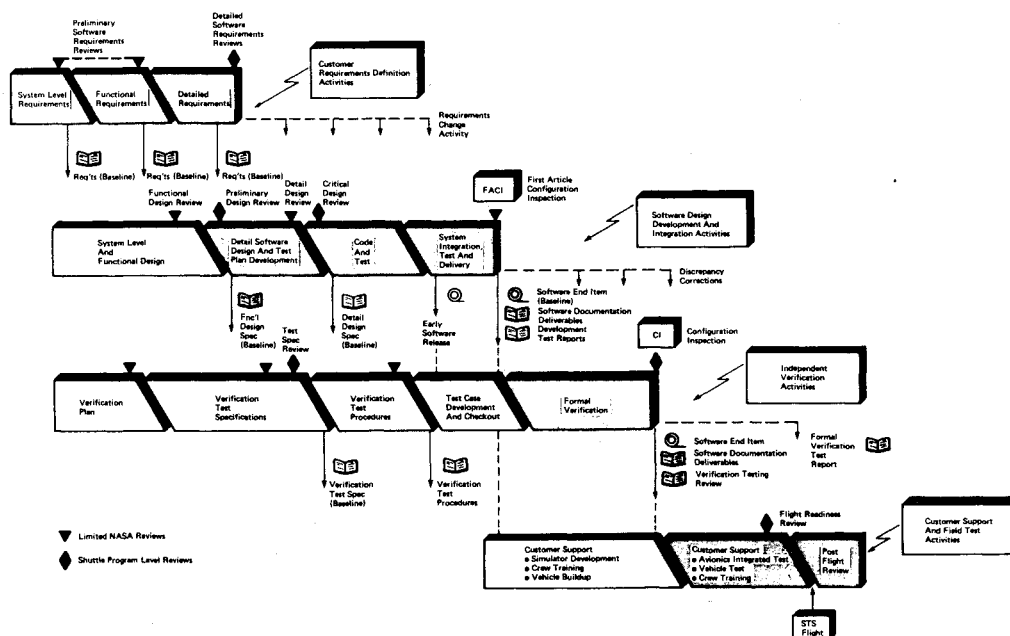 Preliminary
Software
Requirements
Reviews
Detailed
Software
Requirements
Reviews
Customer
Requirements Definition
Activities
System Level
Requirements
Functional
Requirements
Detailed
Requirements
Requirements
Change
Activity
Req'ts (Baseline)
Req'ts (Baseline)
Req'ts (Baseline)
Functional
Design Review
Preliminary
Design Review
Detail
Design
Review
Critical
Design
Review
FACI
First Article
Configuration
Inspection
Software Design
Development And
Integration Activities
System Level
And
Functional Design
Detail Software
Design And Test
Plan Development
Code
And
Test
System
Integration
Test And
Delivery
Discrepancy
Corrections
Fnc'l
Design
Spec
(Baseline)
Test
Spec
Review
Detail
Design
Spec
(Baseline)
Early
Software
Release
Software End Item
(Baseline)
Software Documentation
Deliverables
Development
Test Reports
CI
Configuration
Inspection
Independent
Verification
Activities
Verification
Plan
Verification
Test
Specifications
Verification
Test
Procedures
Test Case
Development
And Checkout
Formal
Verification
Software End Item
Software Documentation
Deliverables
Verification Testing
Review
Formal
Verification
Test
Report
Verification
Test Spec
(Baseline)
Verification
Test
Procedures
Limited NASA Reviews
Shuttle Program Level Reviews
Flight Readiness
Review
Customer Support
And Field Test
Activities
Customer Support
• Simulator Development
• Crew Training
• Vehicle Buildup
Customer Support
• Avionics Integrated Test
• Vehicle Test
• Crew Training
Post
Flight
Review
STS
Flight